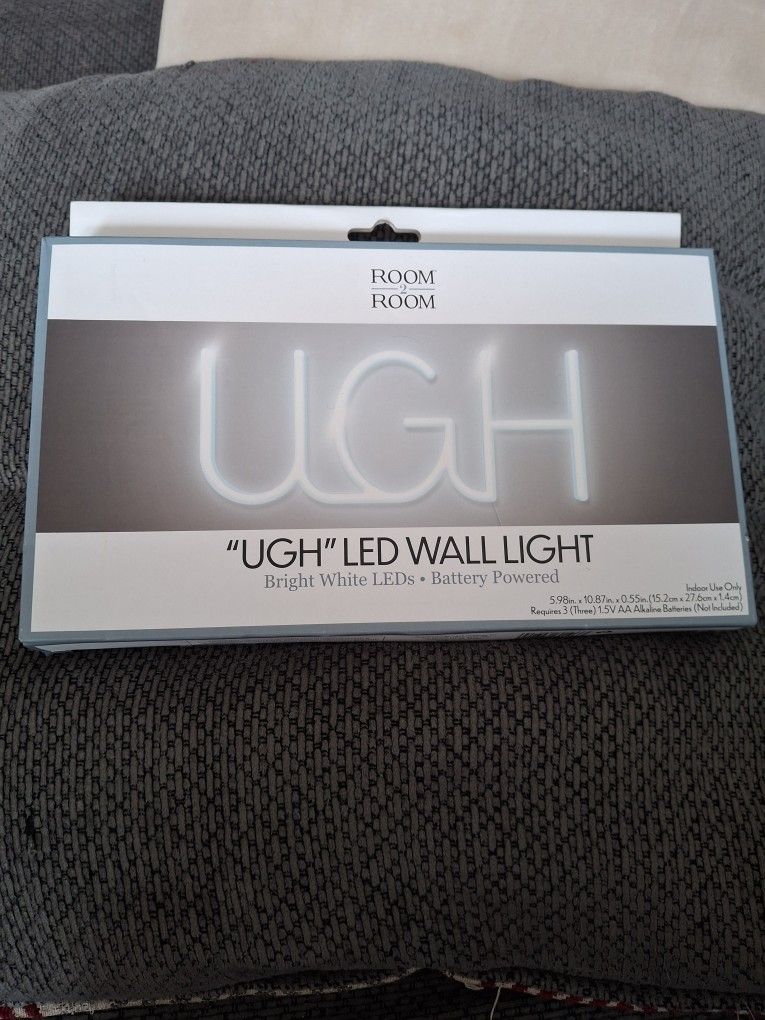 ROOM
2
ROOM
UGH
"UGH" LED WALL LIGHT
Bright White LEDs • Battery Powered
Indoor Use Only
5.98in. x 10.87in. x 0.55in. (15.2cm x 27.6cm x 1.4cm)
Requires 3 (Three) 1.5V AA Alkaline Batteries (Not Included)